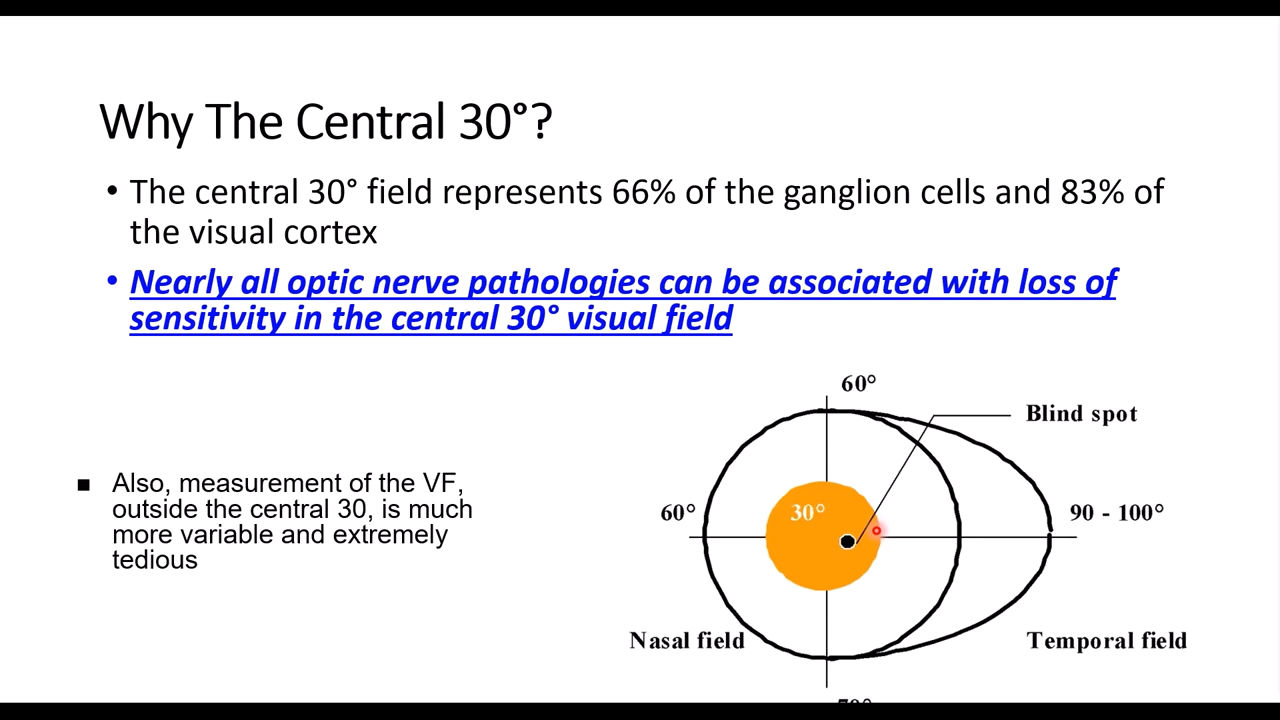 Why The Central 30°?
• The central 30° field represents 66% of the ganglion cells and 83% of
the visual cortex
• Nearly all optic nerve pathologies can be associated with loss of
sensitivity in the central 30° visual field
60°
Blind spot
■ Also, measurement of the VF,
outside the central 30, is much
more variable and extremely
tedious
60°
30°
90 - 100°
Nasal field
Temporal field